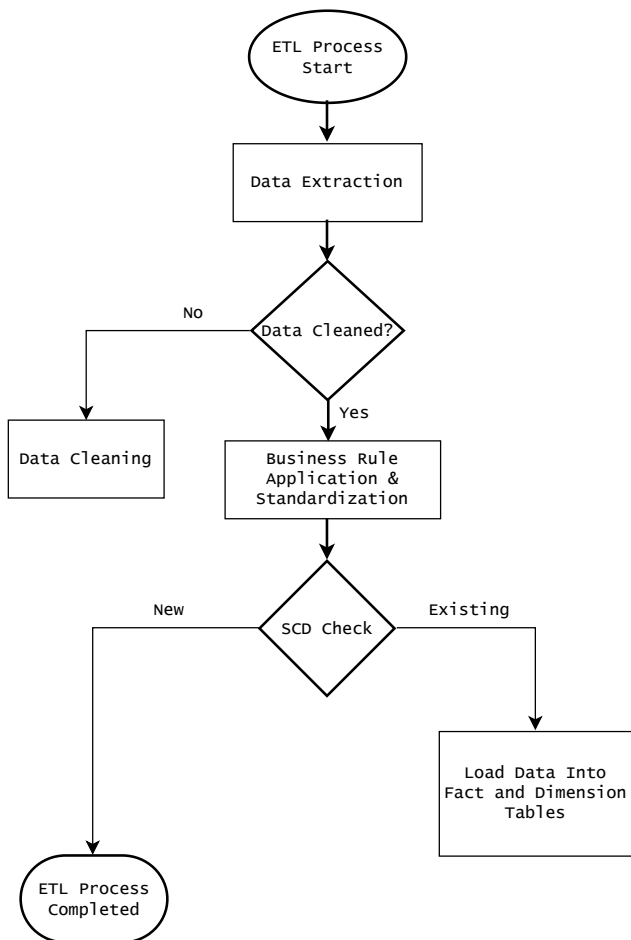 ETL Process
Start
Data Extraction
No
Data Cleaned?
Yes
Data Cleaning
Business Rule
Application &
Standardization
New
SCD Check
Existing
Load Data Into
Fact and Dimension
Tables
ETL Process
Completed